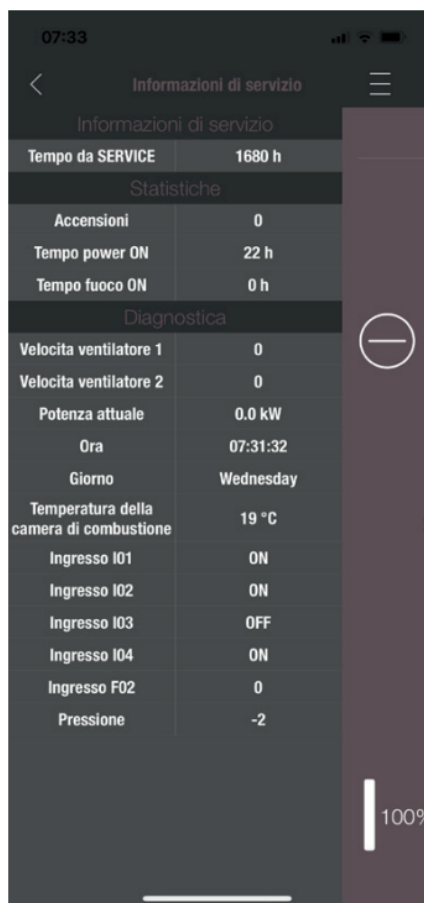 07:33
Informazioni di servizio
Informazioni di servizio
Tempo da SERVICE 1680 h
Statistiche
Accensioni 0
Tempo power ON 22 h
Tempo fuoco ON 0 h
Diagnostica
Velocita ventilatore 1 0
Velocita ventilatore 2 0
Potenza attuale 0.0 kW
Ora 07:31:32
Giorno Wednesday
Temperatura della
camera di combustione 19 °C
Ingresso I01 ON
Ingresso I02 ON
Ingresso I03 OFF
Ingresso I04 ON
Ingresso F02 0
Pressione -2
100%